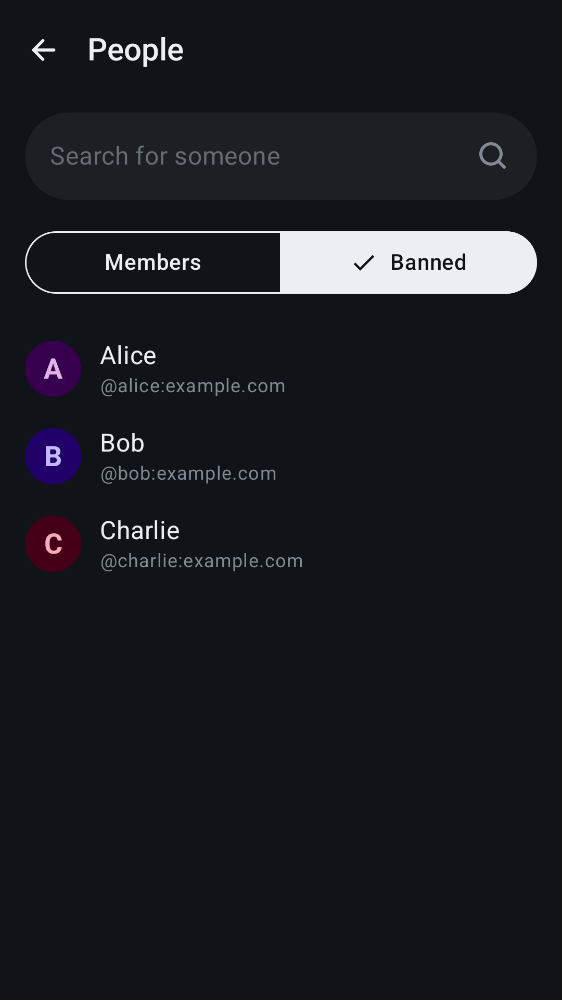 People
Search for someone
Members
Banned
A
Alice
@alice:example.com
B
Bob
@bob:example.com
C
Charlie
@charlie:example.com